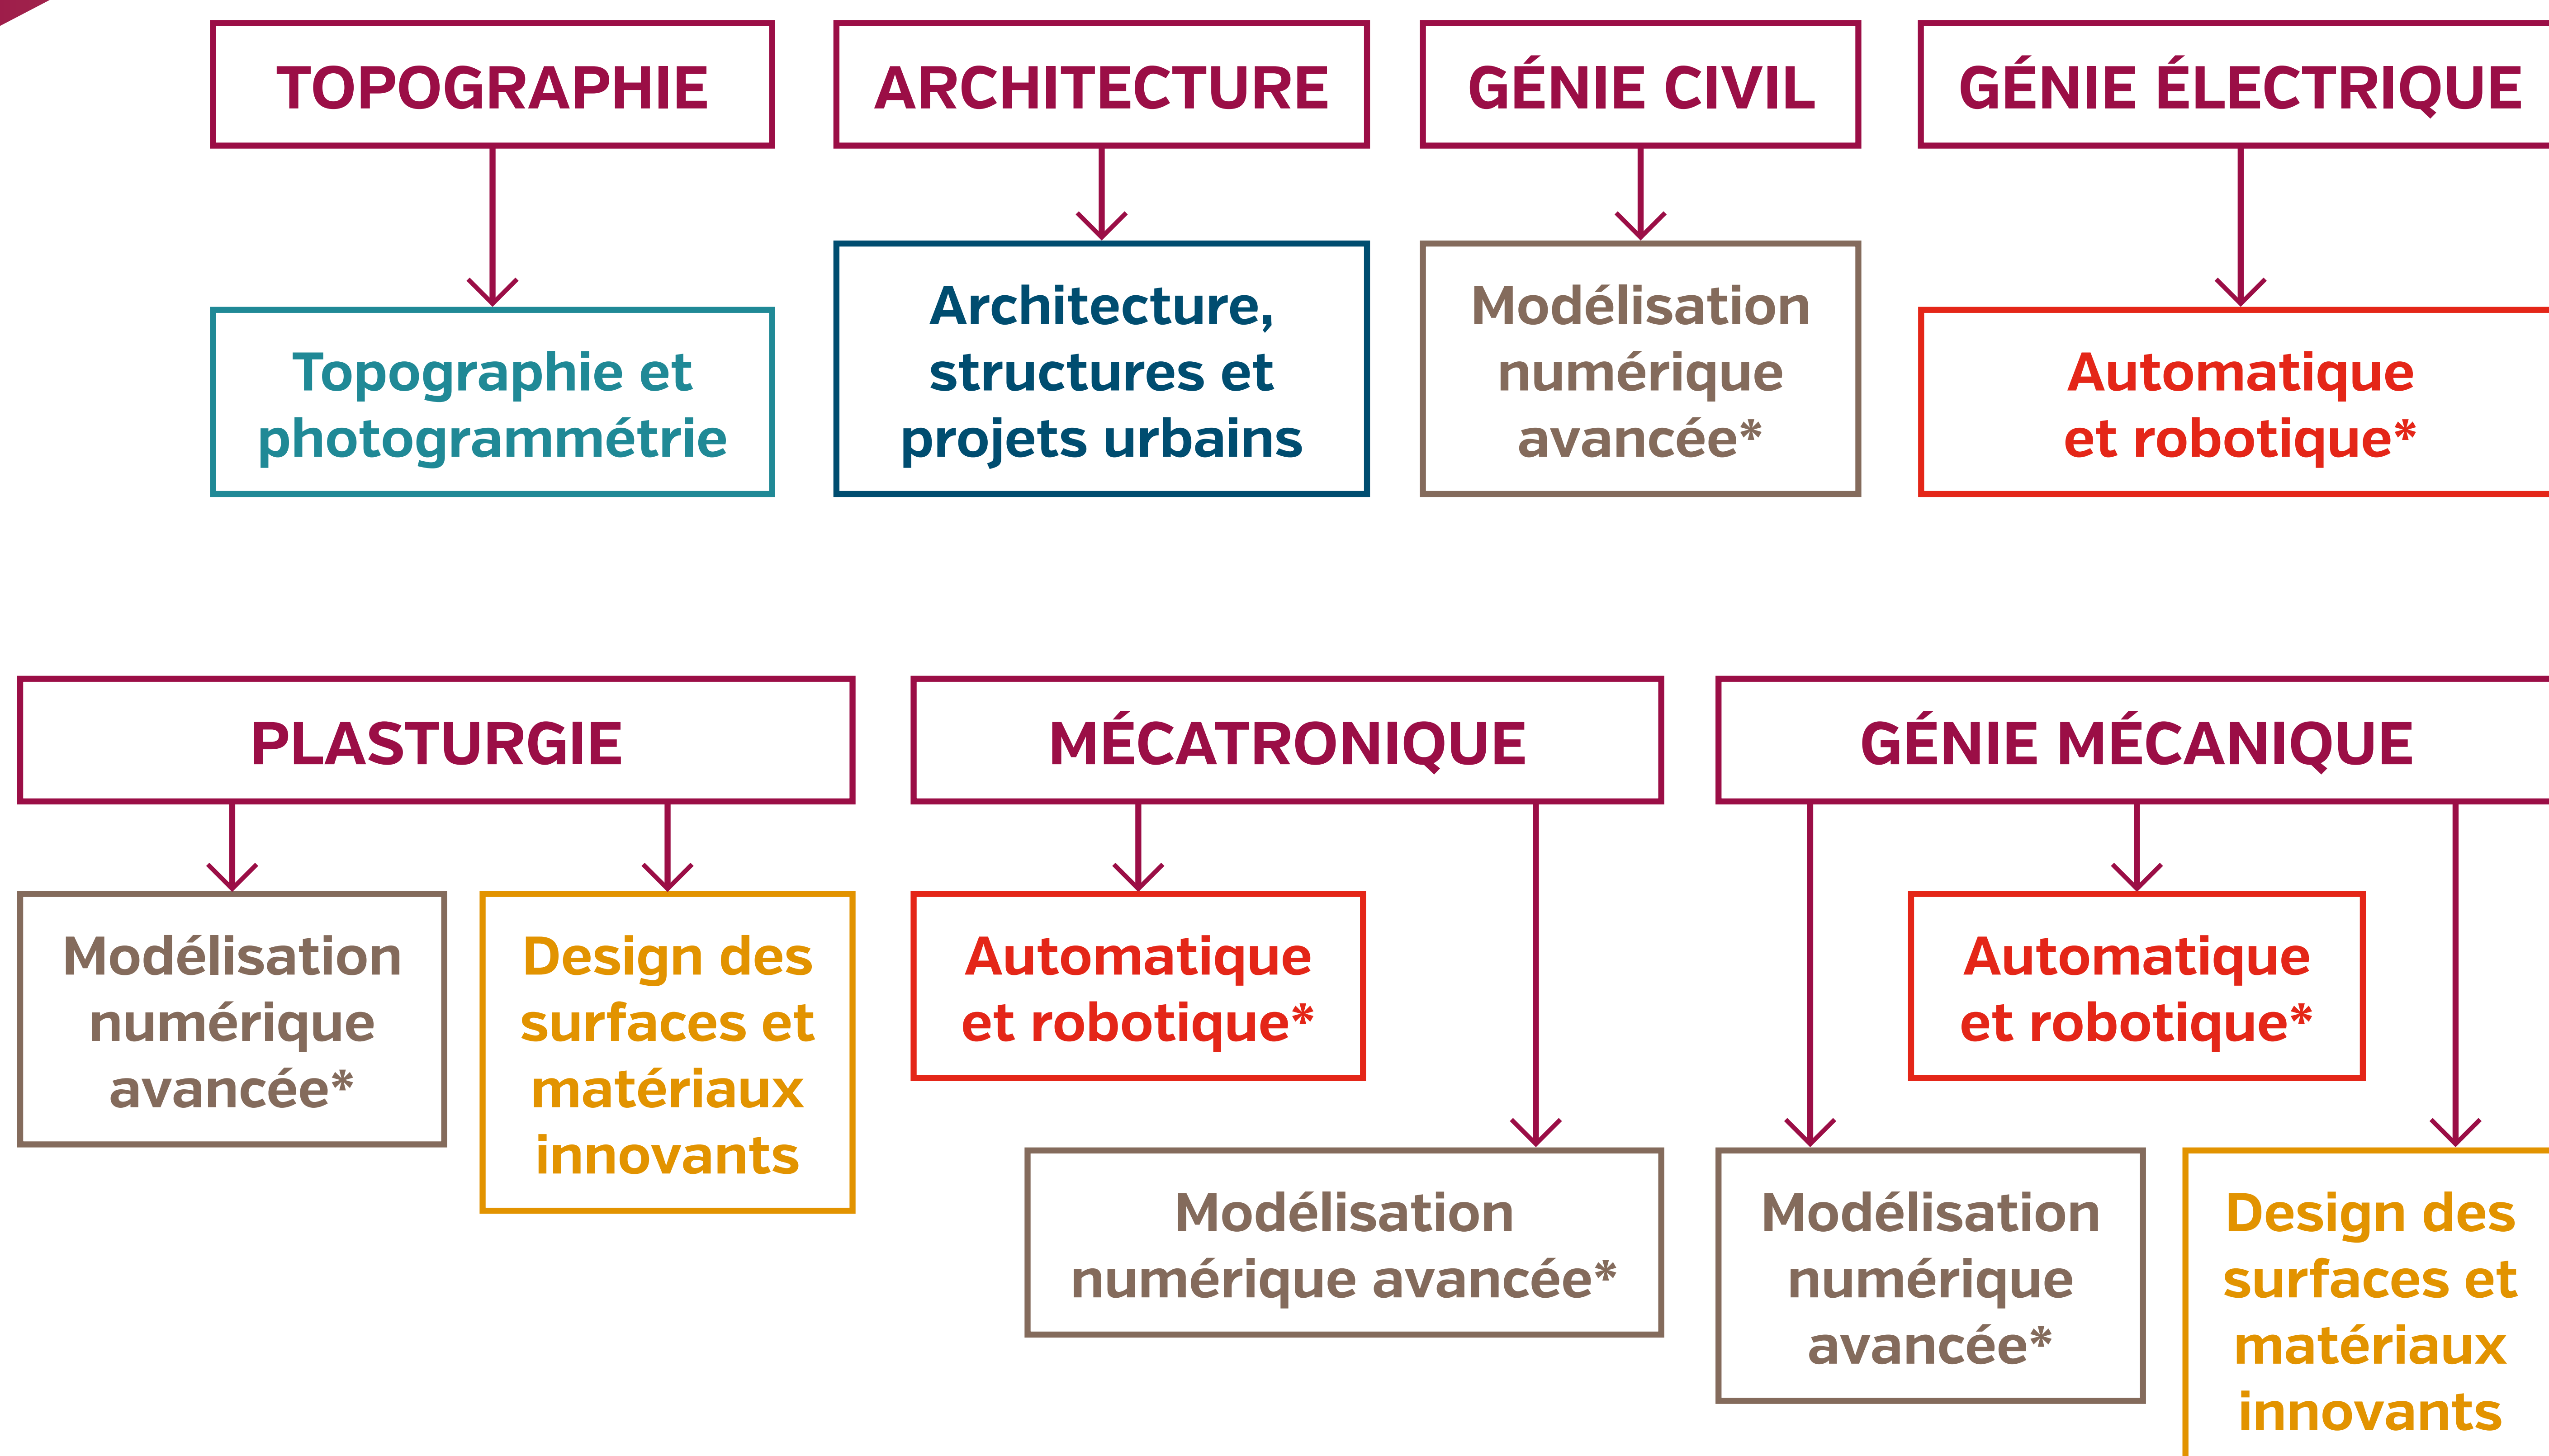 TOPOGRAPHIE
ARCHITECTURE
GÉNIE CIVIL
GÉNIE ÉLECTRIQUE
Topographie et
photogrammétrie
Architecture,
structures et
projets urbains
Modélisation
numérique
avancée*
Automatique
et robotique*
PLASTURGIE
MÉCATRONIQUE
GÉNIE MÉCANIQUE
Modélisation
numérique
avancée*
Design des
surfaces et
matériaux
innovants
Automatique
et robotique*
Modélisation
numérique avancée*
Automatique
et robotique*
Modélisation
numérique
avancée*
Design des
surfaces et
matériaux
innovants